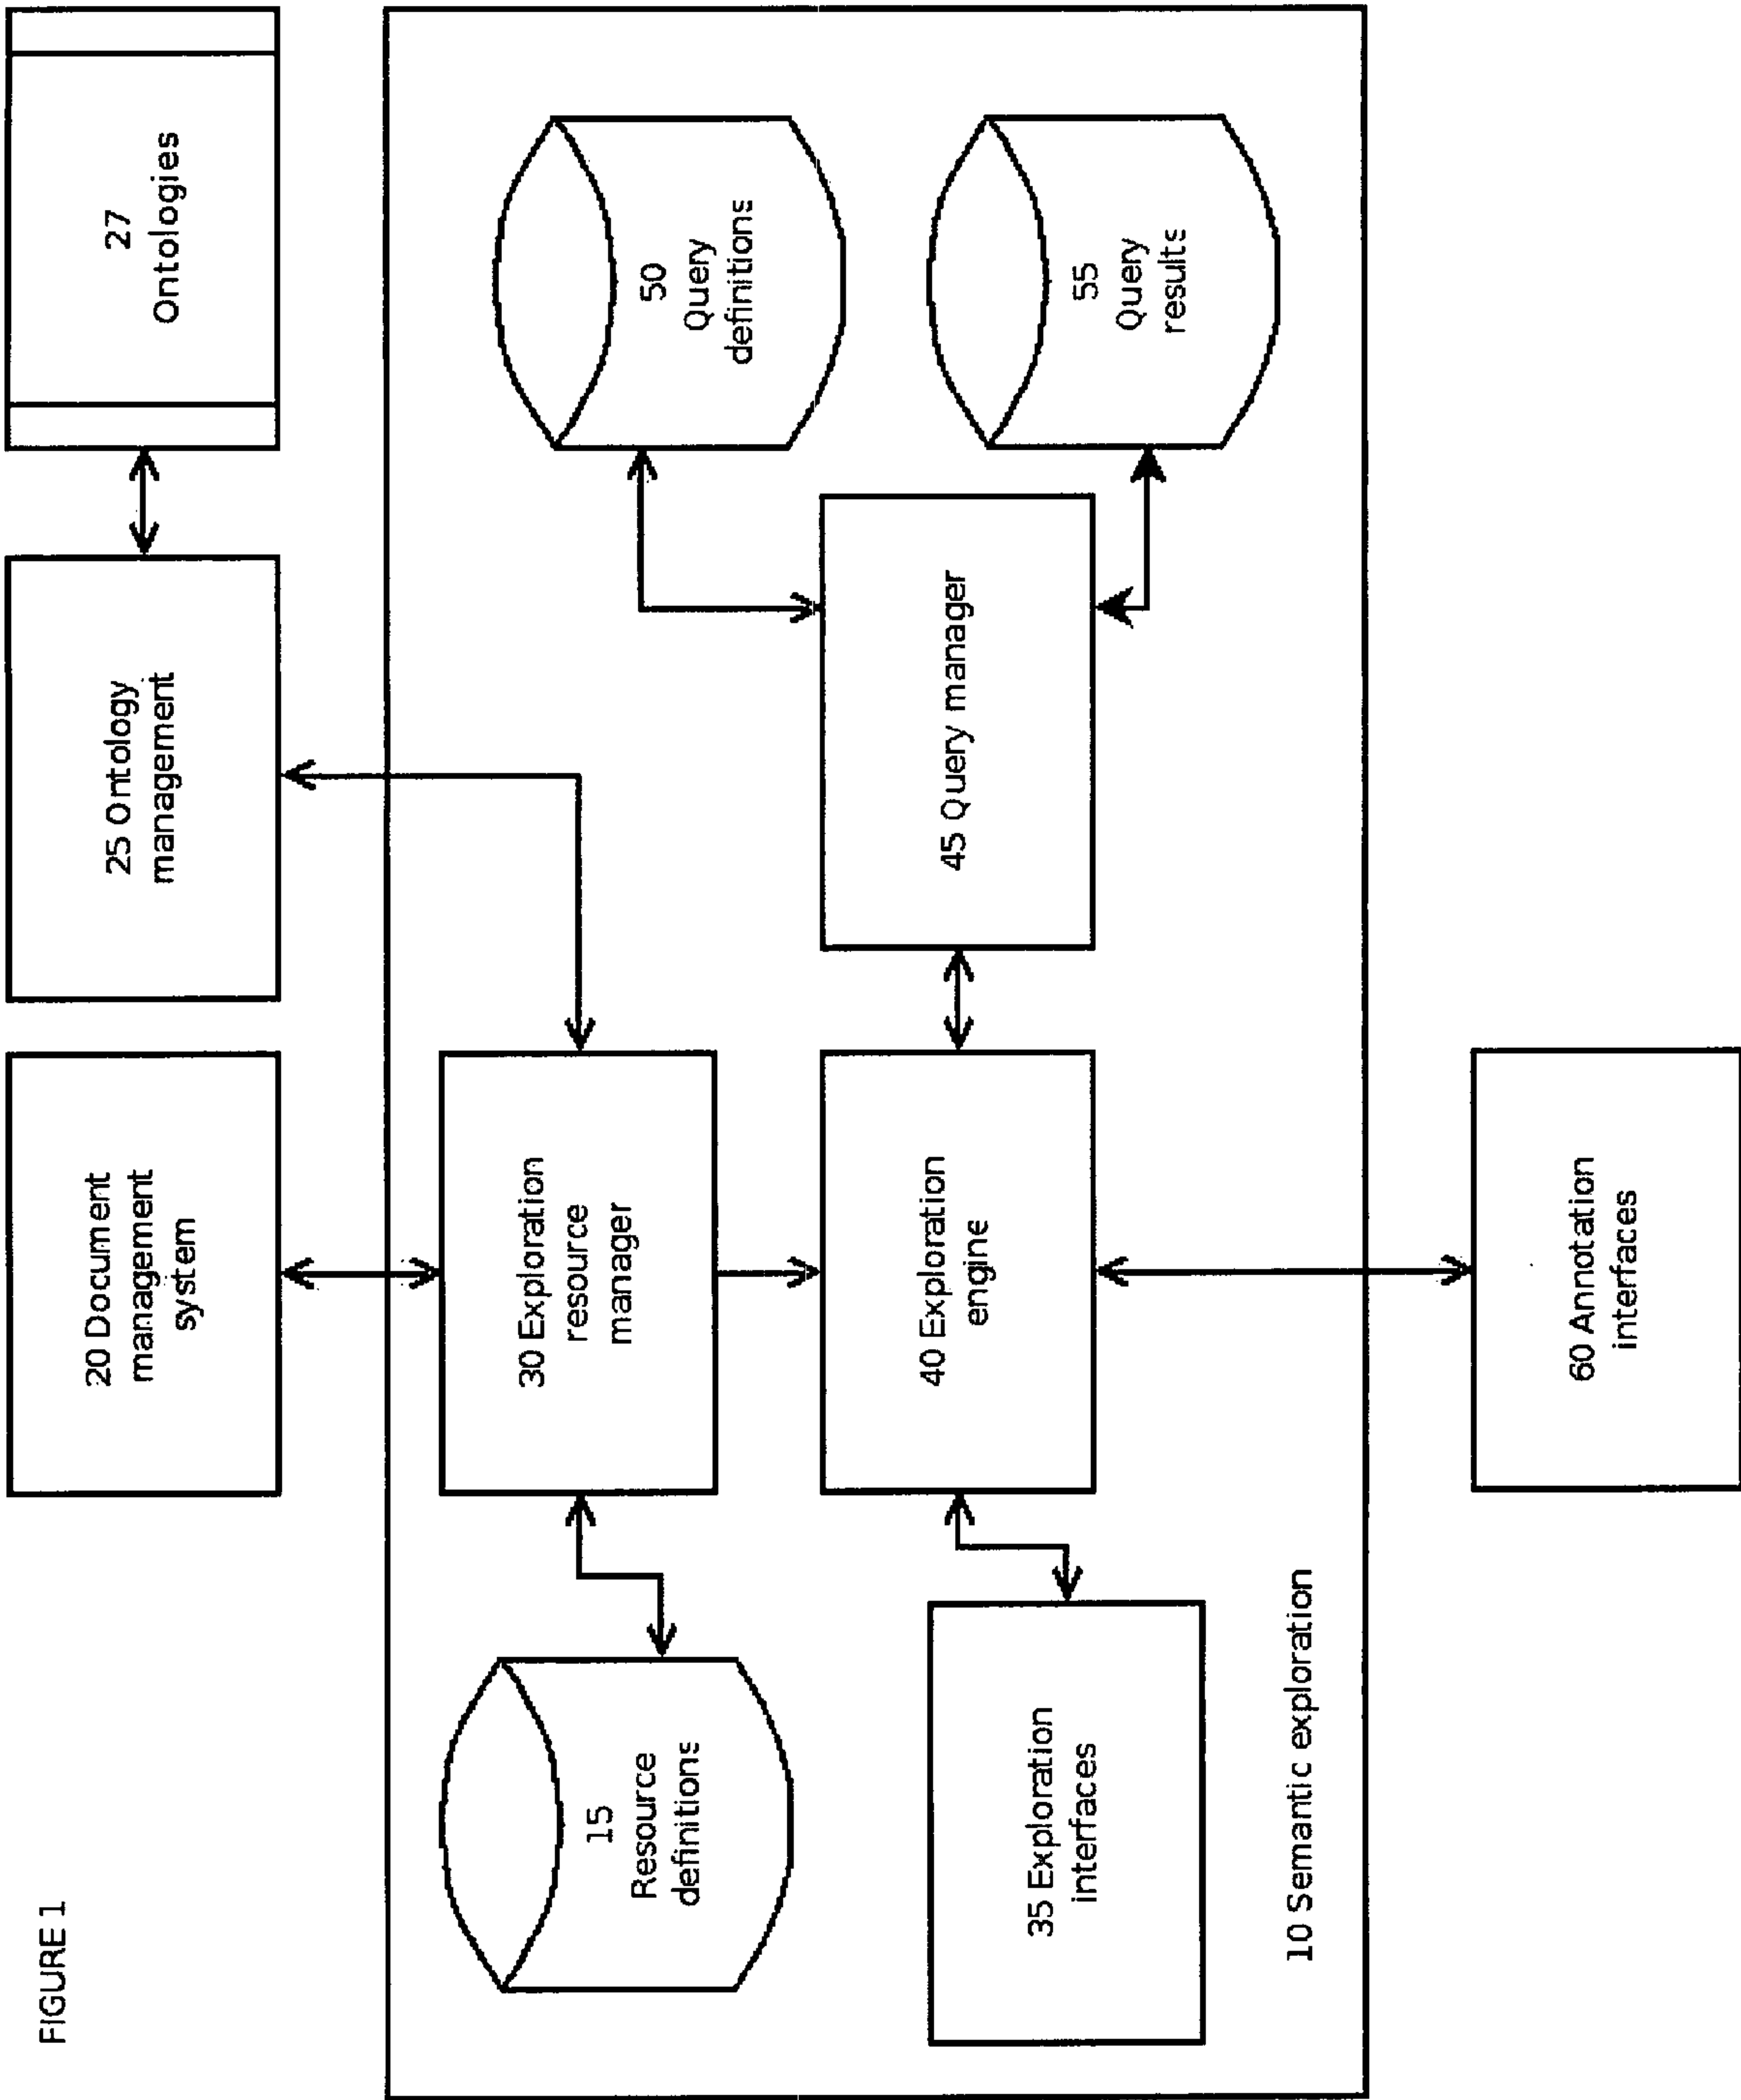 FIGURE 1
20 Document
management
system
25 Ontology
management
27
Ontologies
15
Resource
definitions
30 Exploration
resource
manager
50
Query
definitions
35 Exploration
interfaces
40 Exploration
engine
45 Query manager
55
Query
results
10 Semantic exploration
60 Annotation
interfaces